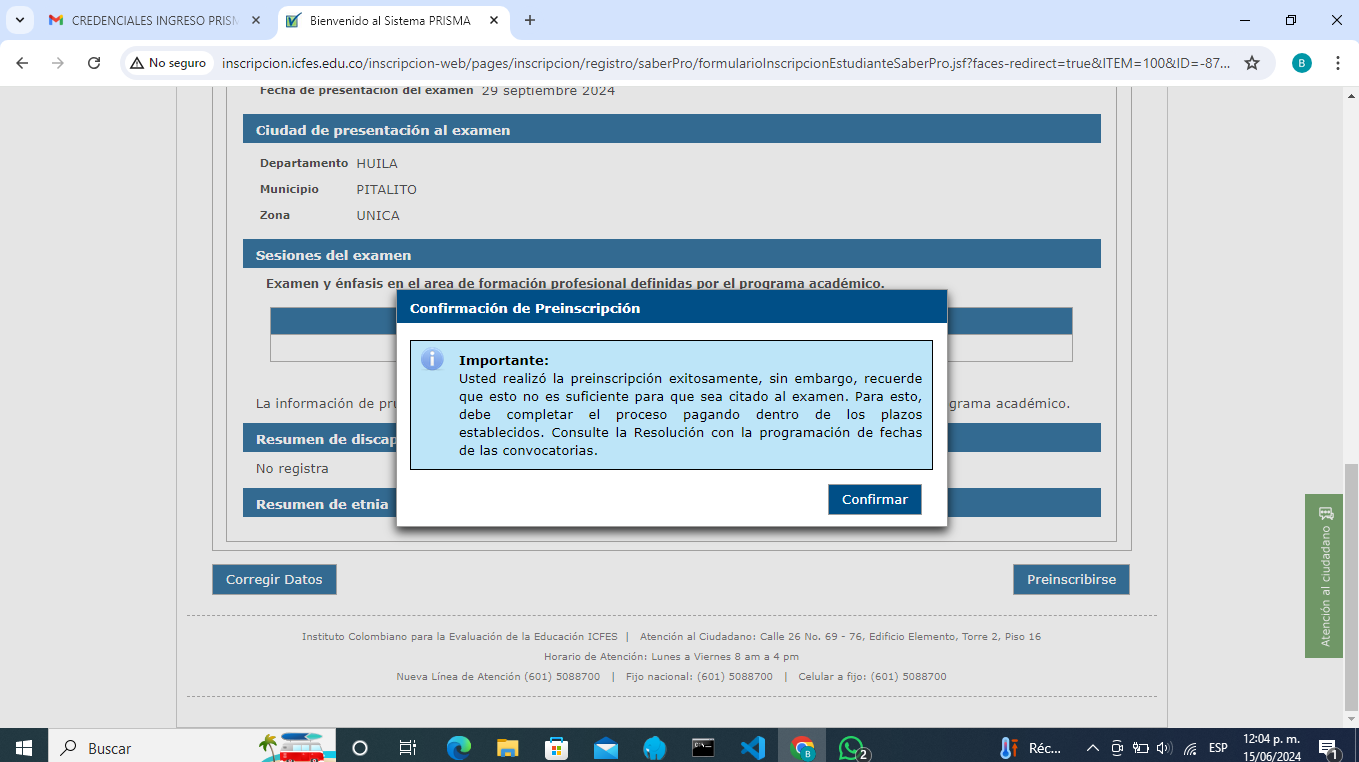 CREDENCIALES INGRESO PRISM
Bienvenido al Sistema PRISMA
No seguro
inscripcion.icfes.edu.co/inscripcion-web/pages/inscripcion/registro/saberPro/formularioInscripcionEstudianteSaberPro.jsf?faces-redirect=true&ITEM=100&ID=-87...
B
Fecha de presentación del examen 29 septiembre 2024
Ciudad de presentación al examen
Departamento HUILA
Municipio PITALITO
Zona UNICA
Sesiones del examen
Examen y énfasis en el area de formación profesional definidas por el programa académico.
Confirmación de Preinscripción
Importante:
Usted realizó la preinscripción exitosamente, sin embargo, recuerde
que esto no es suficiente para que sea citado al examen. Para esto,
debe completar el proceso pagando dentro de los plazos
establecidos. Consulte la Resolución con la programación de fechas
de las convocatorias.
Confirmar
La información de pru
grama académico.
Resumen de discap
No registra
Resumen de etnia
Corregir Datos
Preinscribirse
Atención al ciudadano
Instituto Colombiano para la Evaluación de la Educación ICFES | Atención al Ciudadano: Calle 26 No. 69 - 76, Edificio Elemento, Torre 2, Piso 16
Horario de Atención: Lunes a Viernes 8 am a 4 pm
Nueva Línea de Atención (601) 5088700 | Fijo nacional: (601) 5088700 | Celular a fijo: (601) 5088700
Buscar
B
2
Réc...
ESP
12:04 p. m.
15/06/2024
1